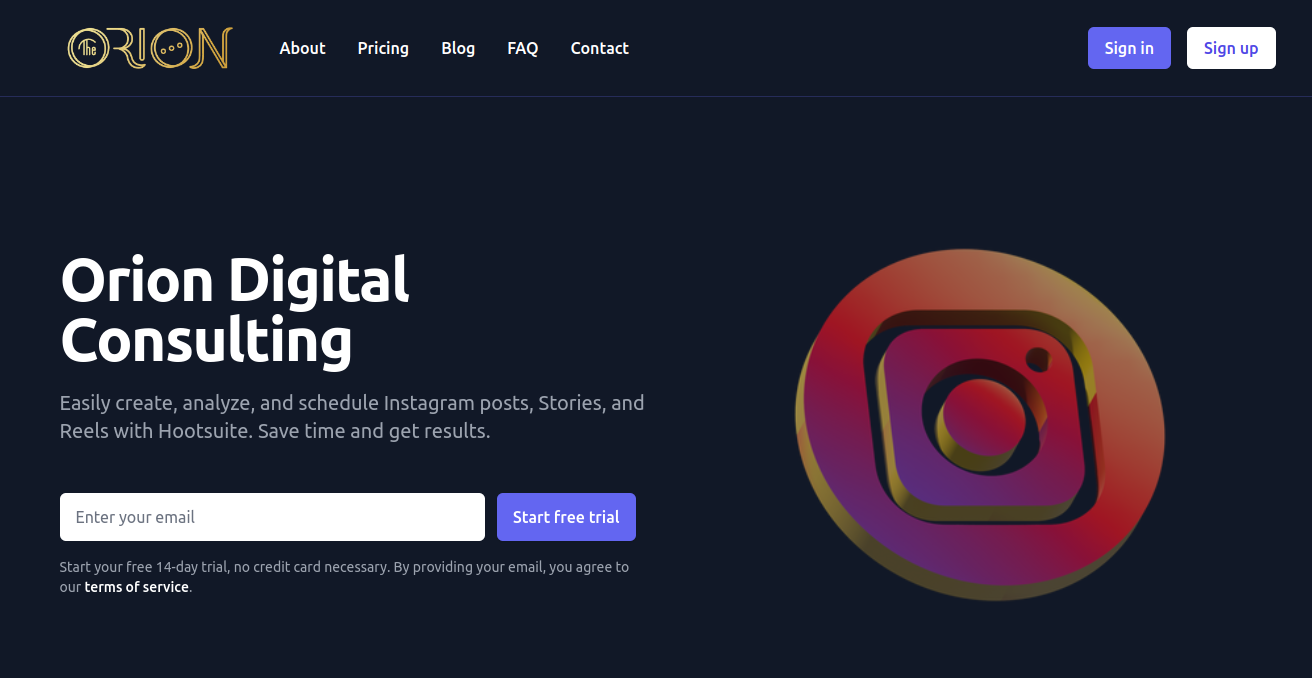 The ORION
About
Pricing
Blog
FAQ
Contact
Sign in
Sign up
Orion Digital
Consulting
Easily create, analyze, and schedule Instagram posts, Stories, and
Reels with Hootsuite. Save time and get results.
Enter your email
Start free trial
Start your free 14-day trial, no credit card necessary. By providing your email, you agree to
our terms of service.